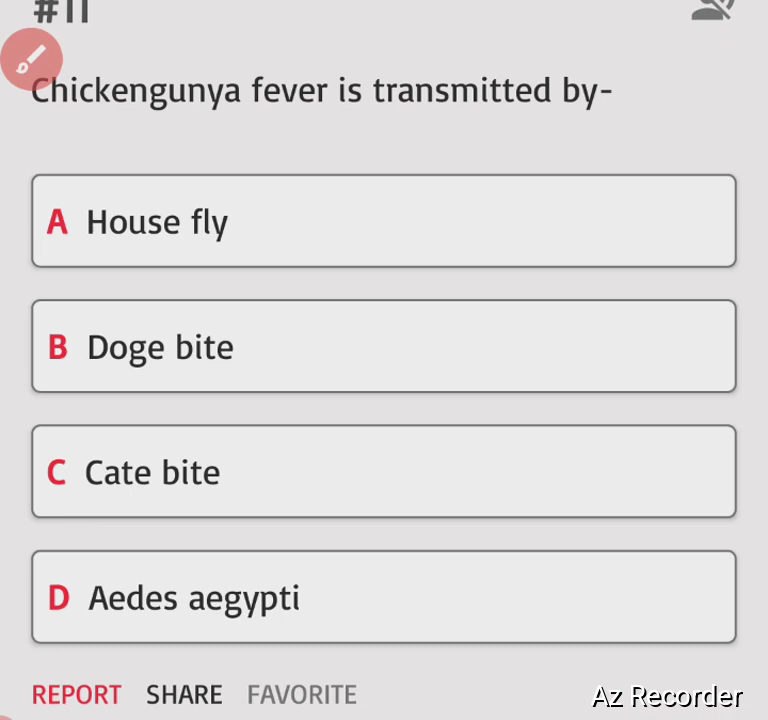 #11
Chickengunya fever is transmitted by-
A House fly
B Doge bite
C Cate bite
D Aedes aegypti
REPORT SHARE FAVORITE
Az Recorder